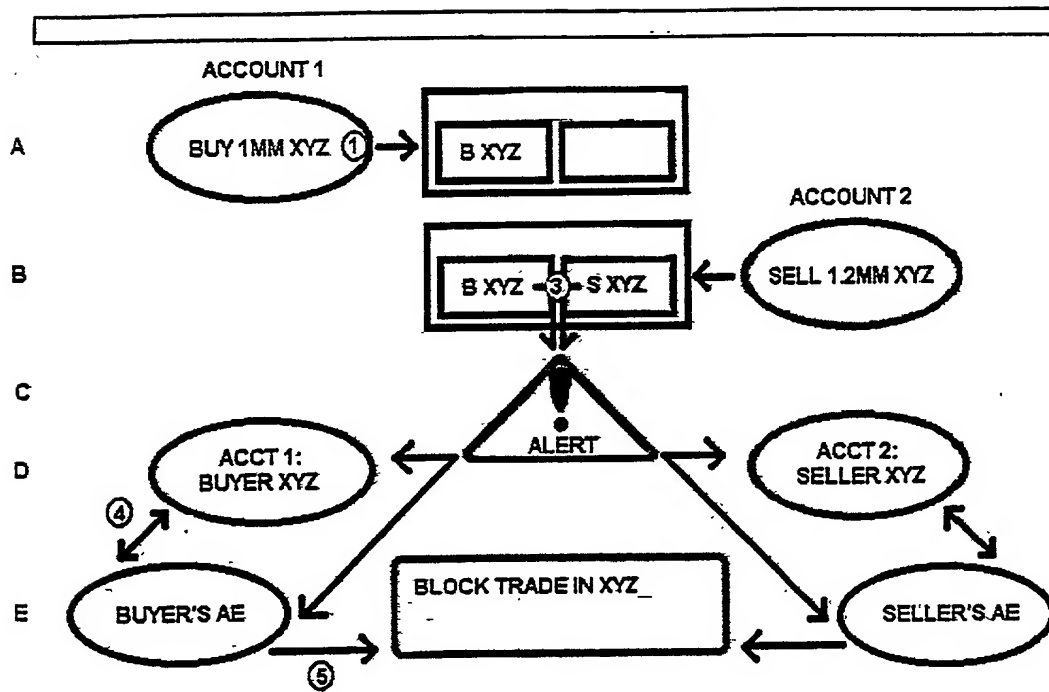 ACCOUNT 1
A
BUY 1MM XYZ ①
B XYZ
ACCOUNT 2
B
B XYZ ③ S XYZ
SELL 1.2MM XYZ
C
ALERT
D
ACCT 1:
BUYER XYZ
ACCT 2:
SELLER XYZ
④
E
BUYER'S AE
BLOCK TRADE IN XYZ_
SELLER'S AE
⑤